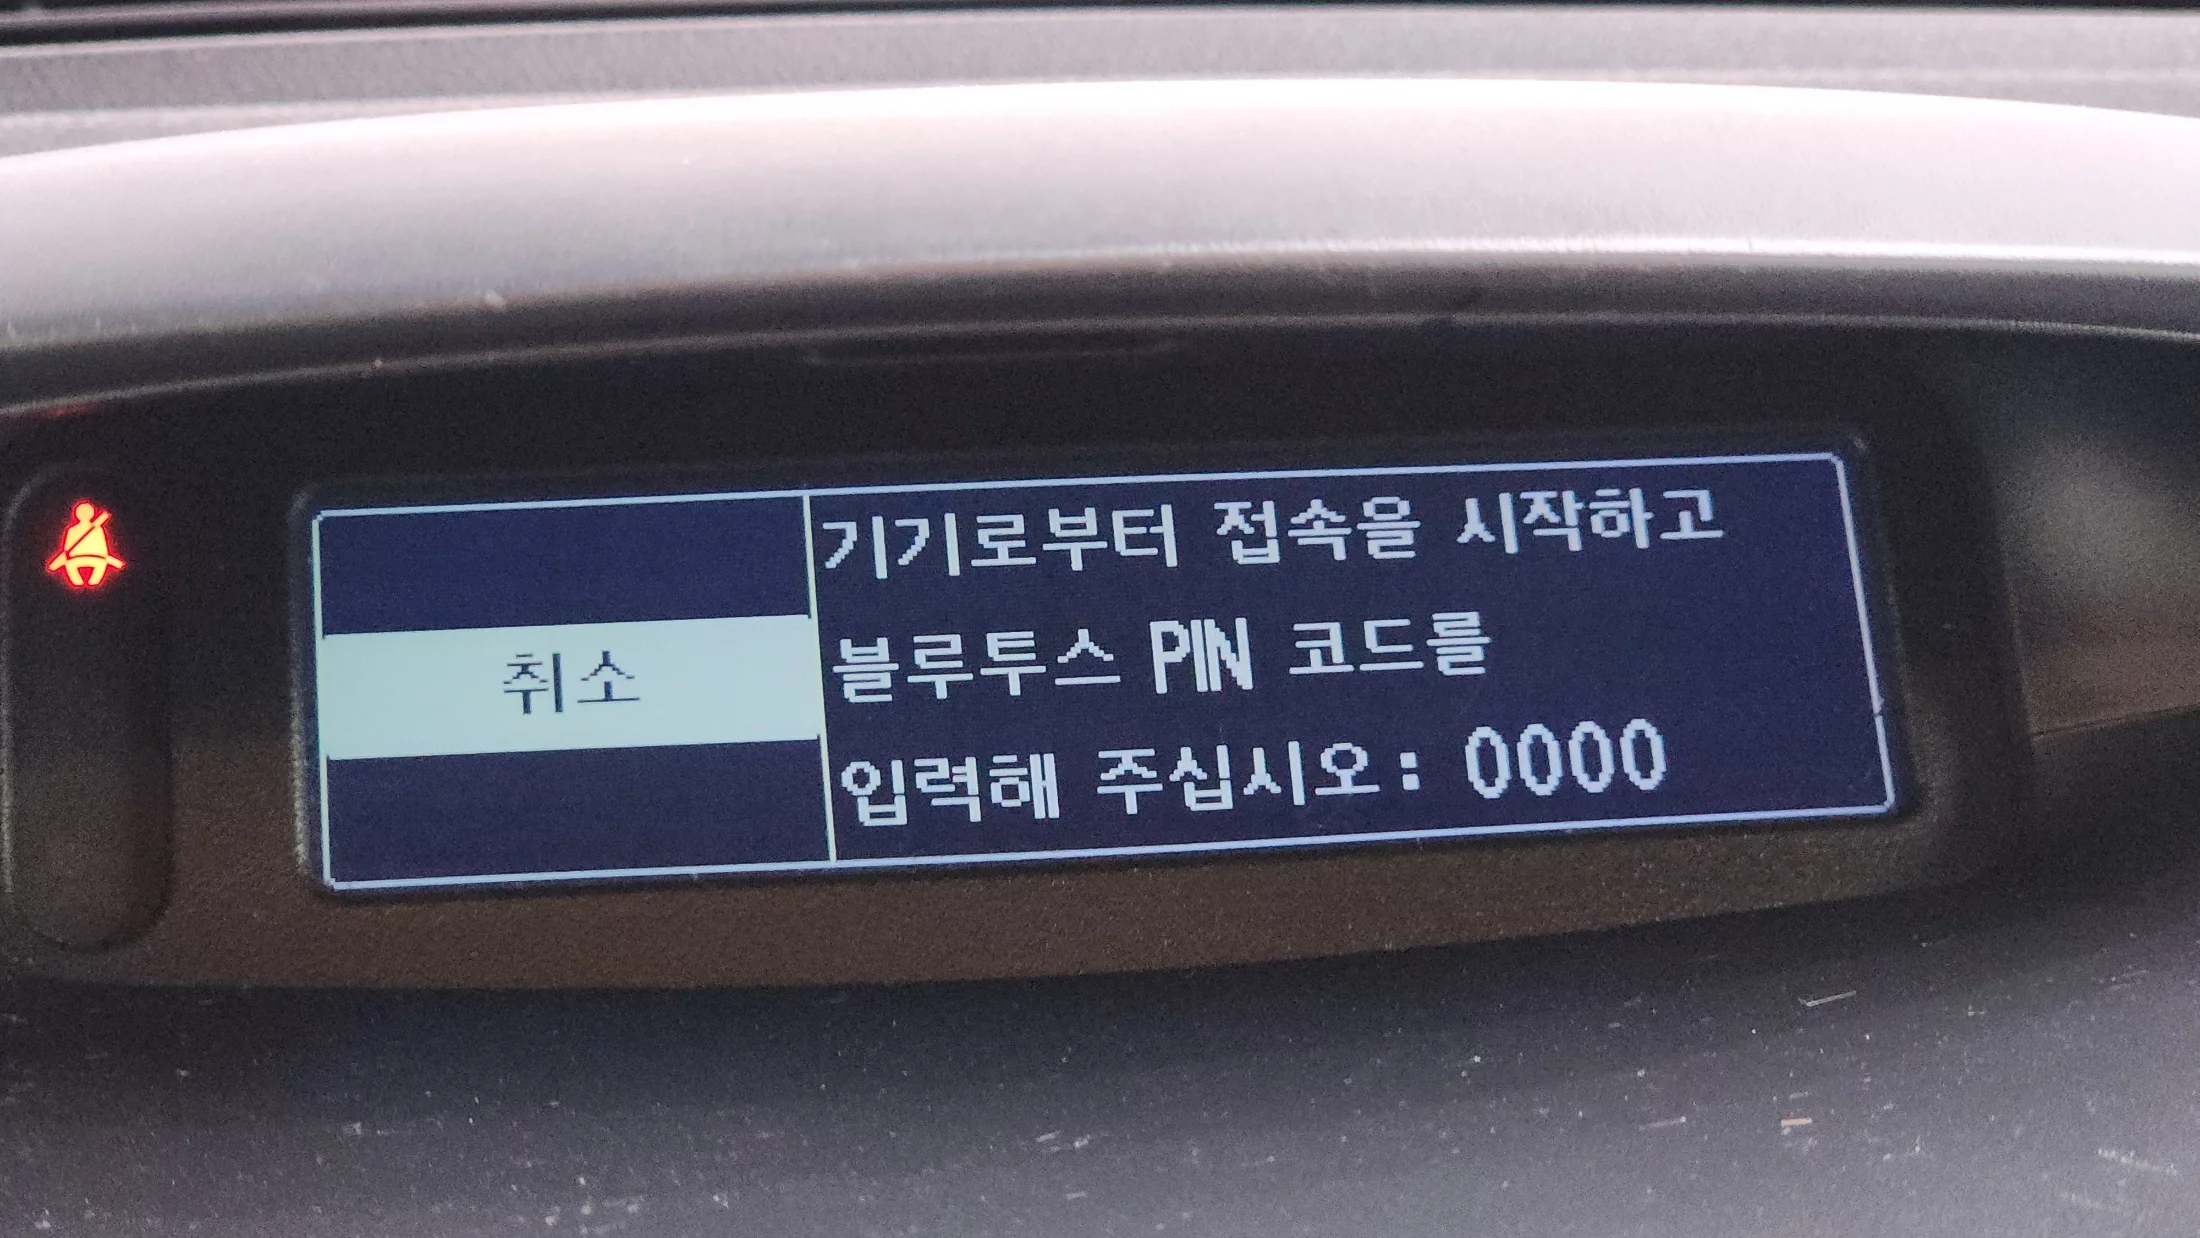 취소
기기로부터 접속을 시작하고
블루투스 PIN 코드를
입력해 주십시오: 0000